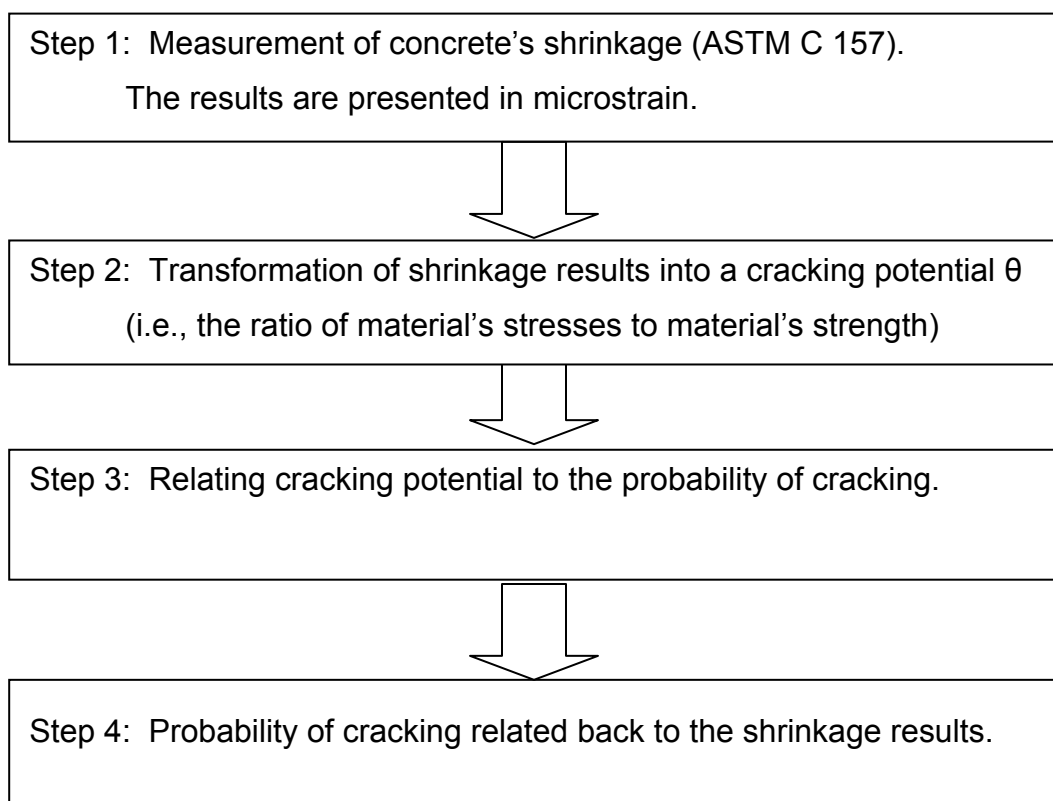 Step 1:  Measurement of concrete’s shrinkage (ASTM C 157).
The results are presented in microstrain.
Step 2:  Transformation of shrinkage results into a cracking potential θ
(i.e., the ratio of material’s stresses to material’s strength)
Step 3:  Relating cracking potential to the probability of cracking.
Step 4:  Probability of cracking related back to the shrinkage results.